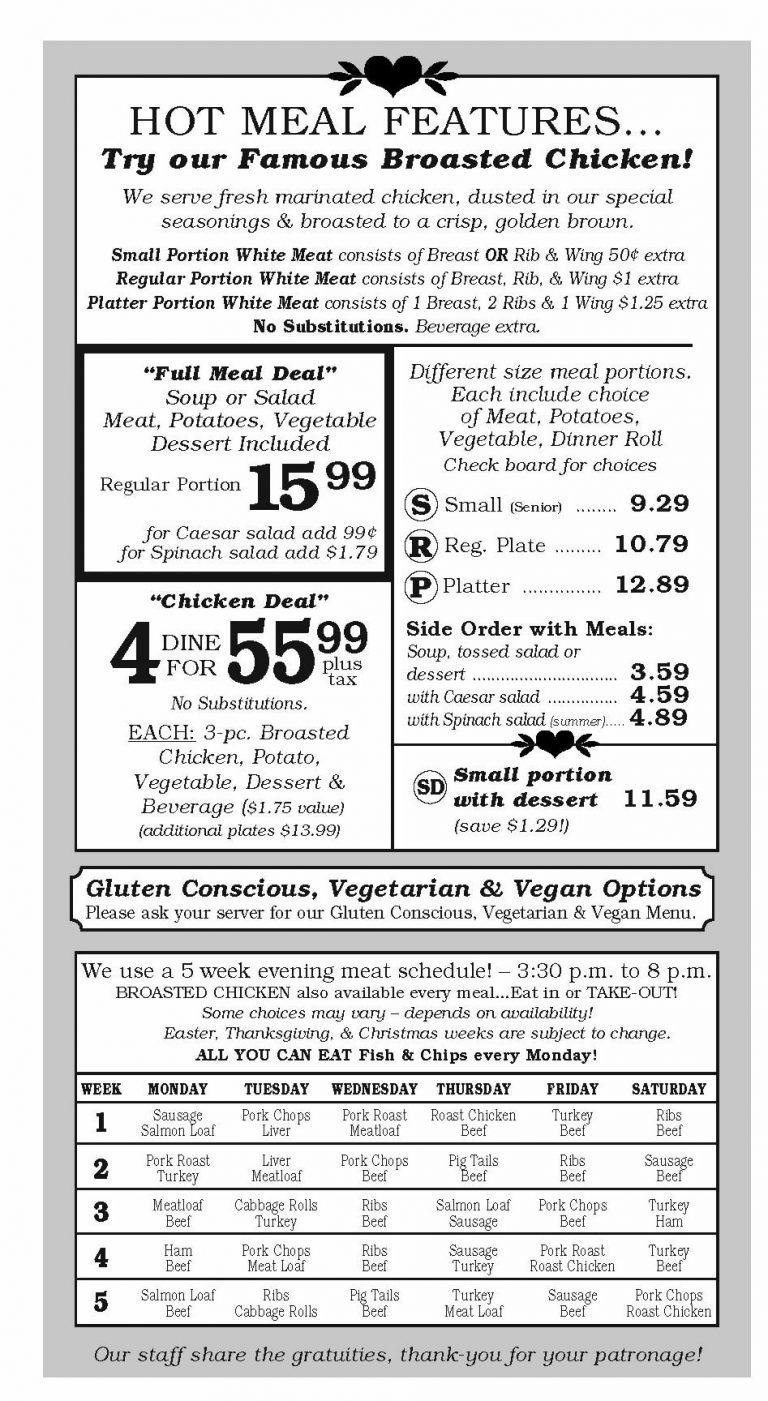 HOT MEAL FEATURES...
Try our Famous Broasted Chicken!
We serve fresh marinated chicken, dusted in our special
seasonings & broasted to a crisp, golden brown.
Small Portion White Meat consists of Breast OR Rib & Wing 50¢ extra
Regular Portion White Meat consists of Breast, Rib, & Wing $1 extra
Platter Portion White Meat consists of 1 Breast, 2 Ribs & 1 Wing $1.25 extra
No Substitutions. Beverage extra.
“Full Meal Deal”
Soup or Salad
Meat, Potatoes, Vegetable
Dessert Included
Regular Portion 15 99
for Caesar salad add 99¢
for Spinach salad add $1.79
“Chicken Deal”
4 DINE FOR 55 99 plus tax
No Substitutions.
EACH: 3-pc. Broasted
Chicken, Potato,
Vegetable, Dessert &
Beverage ($1.75 value)
(additional plates $13.99)
Different size meal portions.
Each include choice
of Meat, Potatoes,
Vegetable, Dinner Roll
Check board for choices
S Small (Senior) ........ 9.29
R Reg. Plate ......... 10.79
P Platter ............... 12.89
Side Order with Meals:
Soup, tossed salad or
dessert ............................... 3.59
with Caesar salad ............... 4.59
with Spinach salad (summer)..... 4.89
SD Small portion
with dessert 11.59
(save $1.29!)
Gluten Conscious, Vegetarian & Vegan Options
Please ask your server for our Gluten Conscious, Vegetarian & Vegan Menu.
We use a 5 week evening meat schedule! – 3:30 p.m. to 8 p.m.
BROASTED CHICKEN also available every meal...Eat in or TAKE-OUT!
Some choices may vary – depends on availability!
Easter, Thanksgiving, & Christmas weeks are subject to change.
ALL YOU CAN EAT Fish & Chips every Monday!
WEEK MONDAY TUESDAY WEDNESDAY THURSDAY FRIDAY SATURDAY
1 Sausage Pork Chops Pork Roast Roast Chicken Turkey Ribs
Salmon Loaf Liver Meatloaf Beef Beef Beef
2 Pork Roast Liver Pork Chops Pig Tails Ribs Sausage
Turkey Meatloaf Beef Beef Beef Beef
3 Meatloaf Cabbage Rolls Ribs Salmon Loaf Pork Chops Turkey
Beef Turkey Beef Sausage Beef Ham
4 Ham Pork Chops Ribs Sausage Pork Roast Turkey
Beef Meat Loaf Beef Turkey Roast Chicken Beef
5 Salmon Loaf Ribs Pig Tails Turkey Sausage Pork Chops
Beef Cabbage Rolls Beef Meat Loaf Beef Roast Chicken
Our staff share the gratuities, thank-you for your patronage!